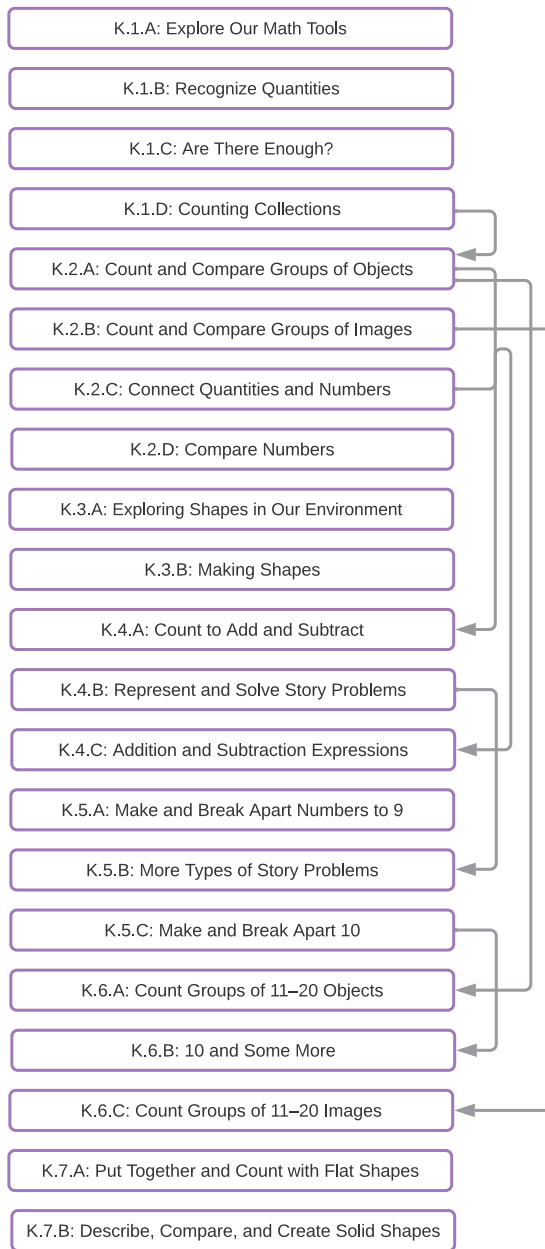 K.1.A: Explore Our Math Tools
K.1.B: Recognize Quantities
K.1.C: Are There Enough?
K.1.D: Counting Collections
K.2.A: Count and Compare Groups of Objects
K.2.B: Count and Compare Groups of Images
K.2.C: Connect Quantities and Numbers
K.2.D: Compare Numbers
K.3.A: Exploring Shapes in Our Environment
K.3.B: Making Shapes
K.4.A: Count to Add and Subtract
K.4.B: Represent and Solve Story Problems
K.4.C: Addition and Subtraction Expressions
K.5.A: Make and Break Apart Numbers to 9
K.5.B: More Types of Story Problems
K.5.C: Make and Break Apart 10
K.6.A: Count Groups of 11–20 Objects
K.6.B: 10 and Some More
K.6.C: Count Groups of 11–20 Images
K.7.A: Put Together and Count with Flat Shapes
K.7.B: Describe, Compare, and Create Solid Shapes